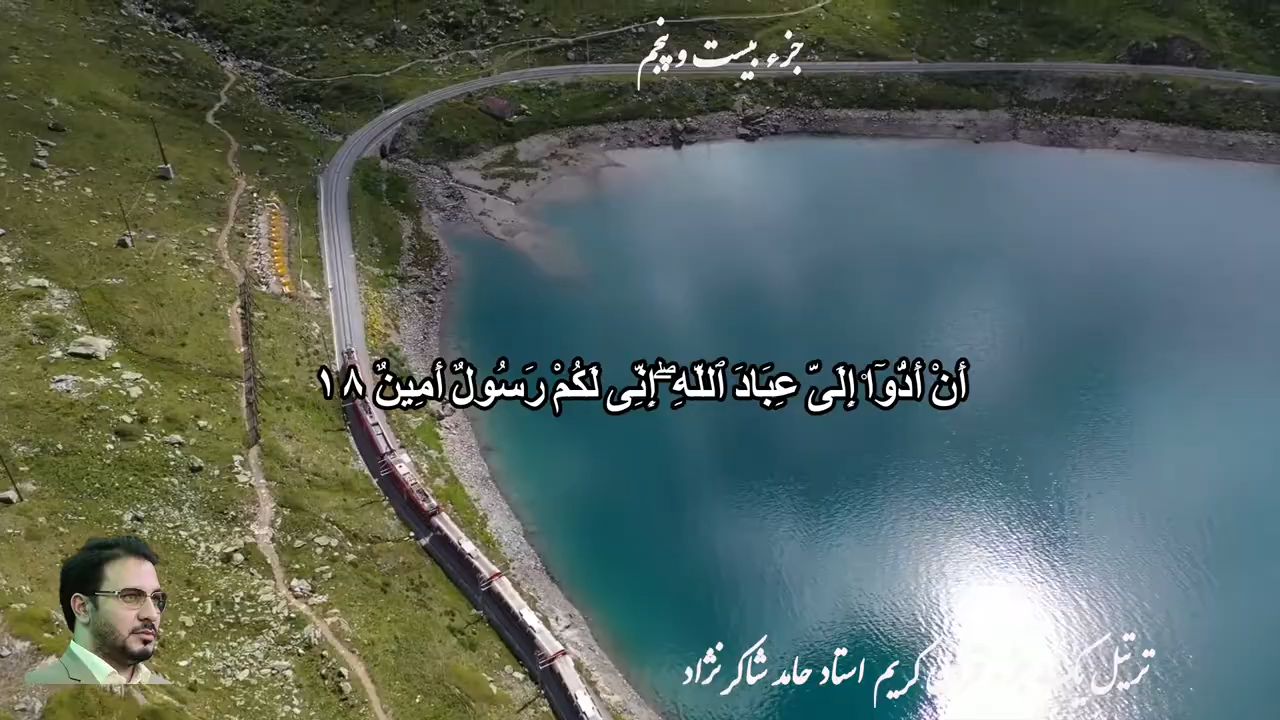 جزء بیست و پنجم
أَنْ أَدُّوٓا۟ إِلَىَّ عِبَادَ ٱللَّهِ ۖ إِنِّى لَكُمْ رَسُولٌ أَمِينٌ ١٨
ترتیل کریم استاد حامد شاکرنژاد